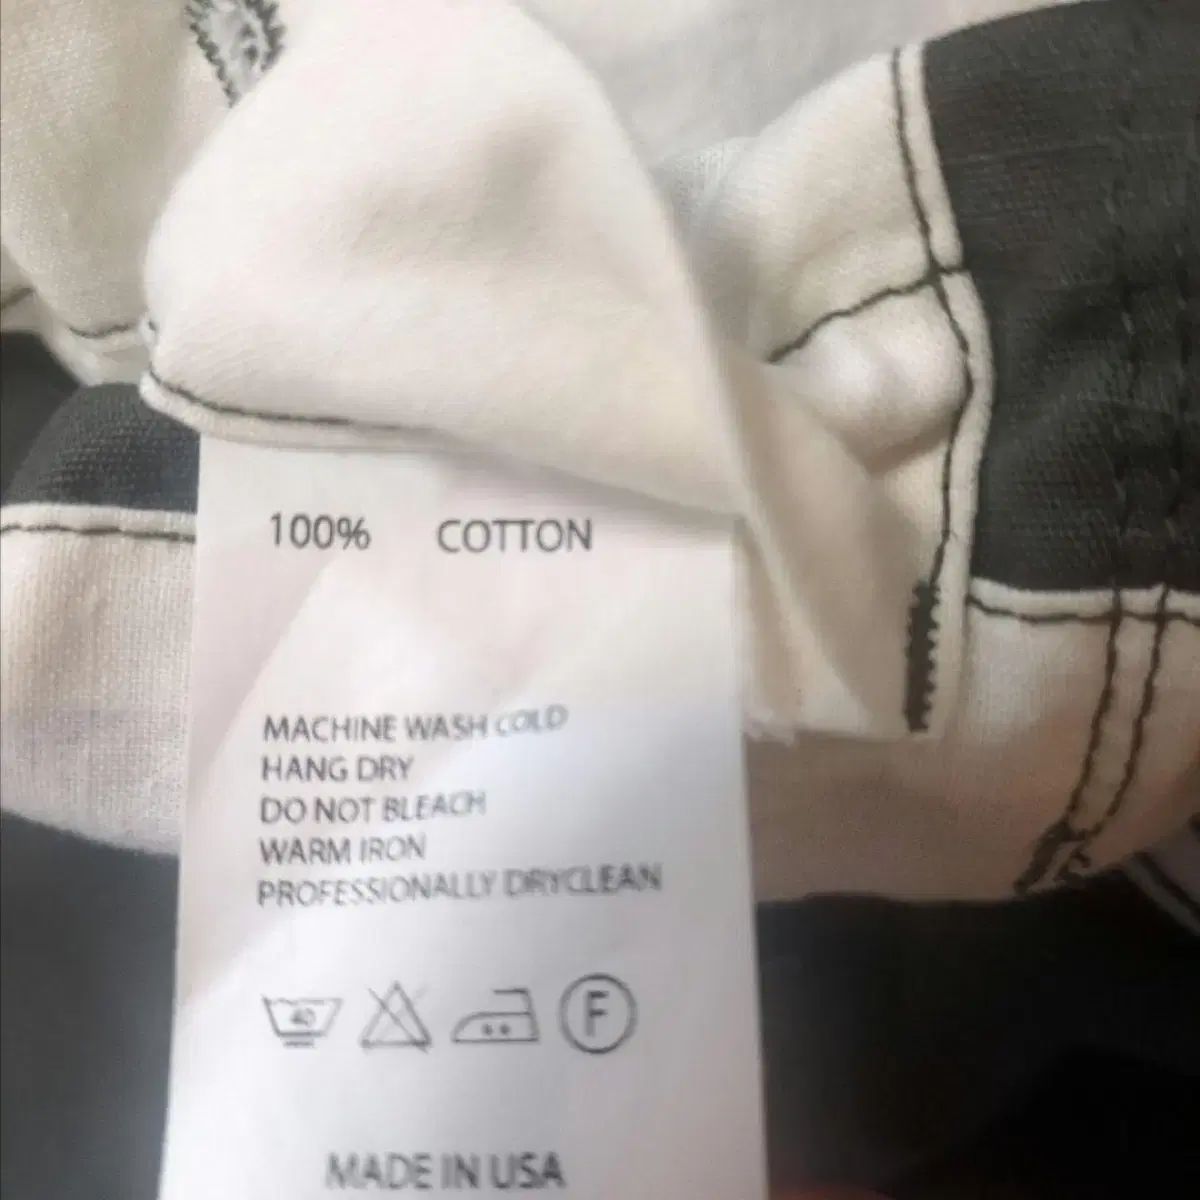 100% COTTON
MACHINE WASH COLD
HANG DRY
DO NOT BLEACH
WARM IRON
PROFESSIONALLY DRYCLEAN
40 F
MADE IN USA